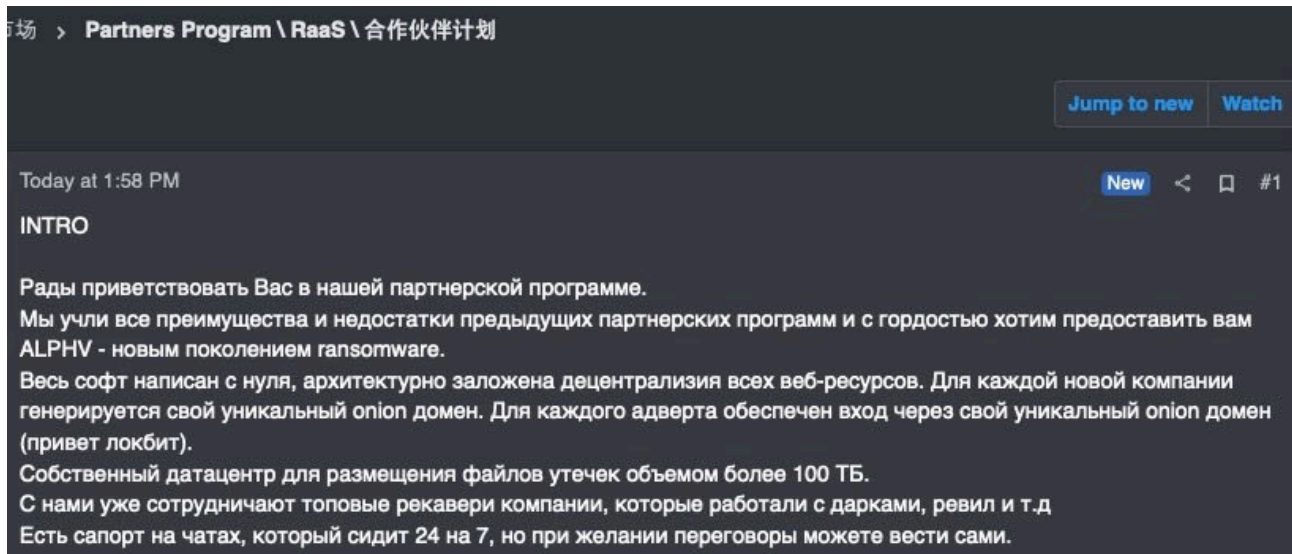 场 > Partners Program \ RaaS \ 合作伙伴计划
Jump to new Watch
Today at 1:58 PM New #1
INTRO
Рады приветствовать Вас в нашей партнерской программе.
Мы учли все преимущества и недостатки предыдущих партнерских программ и с гордостью хотим предоставить вам
ALPHV - новым поколением ransomware.
Весь софт написан с нуля, архитектурно заложена децентрализия всех веб-ресурсов. Для каждой новой компании
генерируется свой уникальный onion домен. Для каждого адверта обеспечен вход через свой уникальный onion домен
(привет локбит).
Собственный датацентр для размещения файлов утечек объемом более 100 ТБ.
С нами уже сотрудничают топовые рекавери компании, которые работали с дарками, ревил и т.д
Есть сапорт на чатах, который сидит 24 на 7, но при желании переговоры можете вести сами.